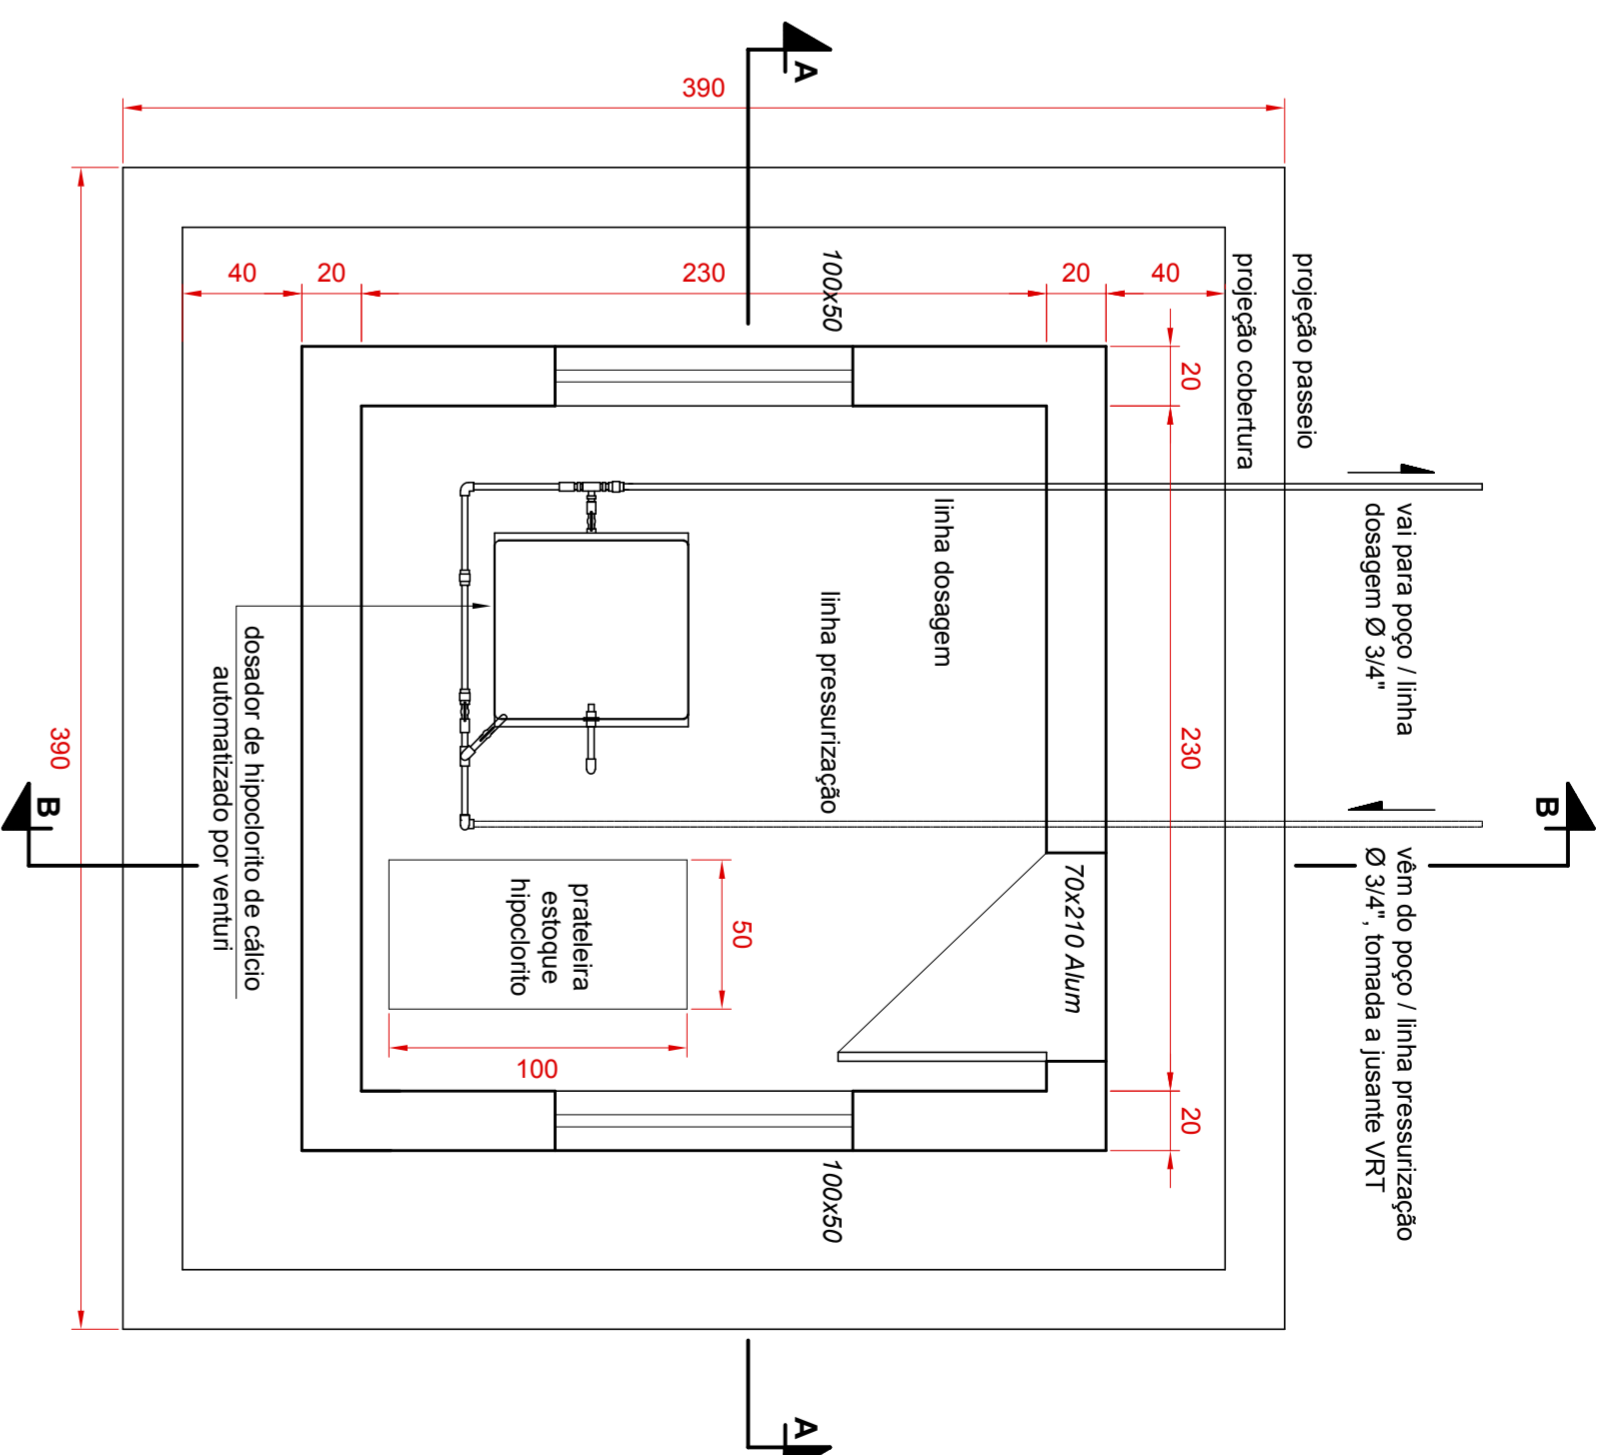 A
390
projeção passeio
projeção cobertura
40
20
230
20
40
100x50
20
vai para poço / linha
dosagem Ø 3/4"
linha dosagem
linha pressurização
230
dosador de hipoclorito de cálcio
automatizado por venturi
390
B
B
vêm do poço / linha pressurização
Ø 3/4", tomada a jusante VRT
70x210 Alum
50
prateleira
estoque
hipoclorito
100
20
100x50
A